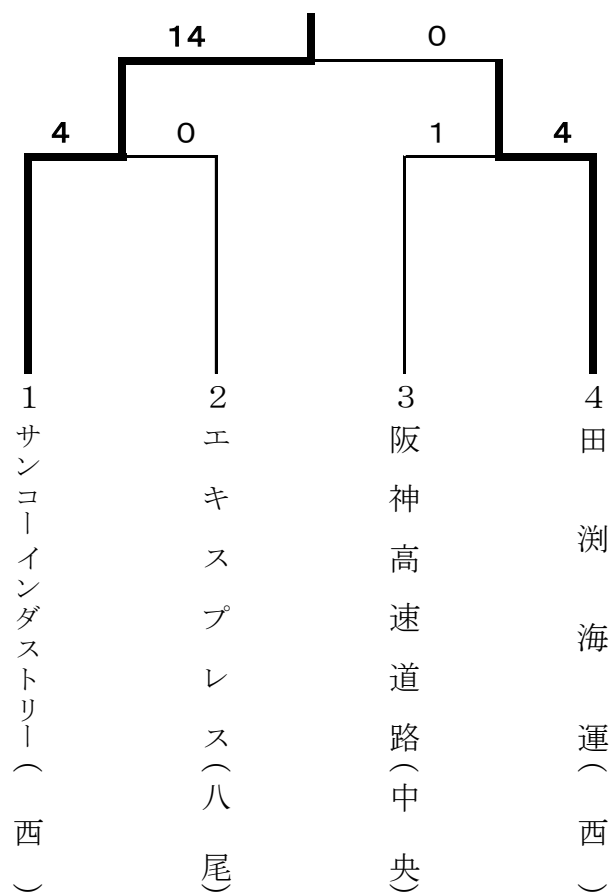 14 0
4 0 1 4
1
サンコーインダストリー(西)
2
エキスプレス(八尾)
3
阪神高速道路(中央)
4
田渕海運(西)